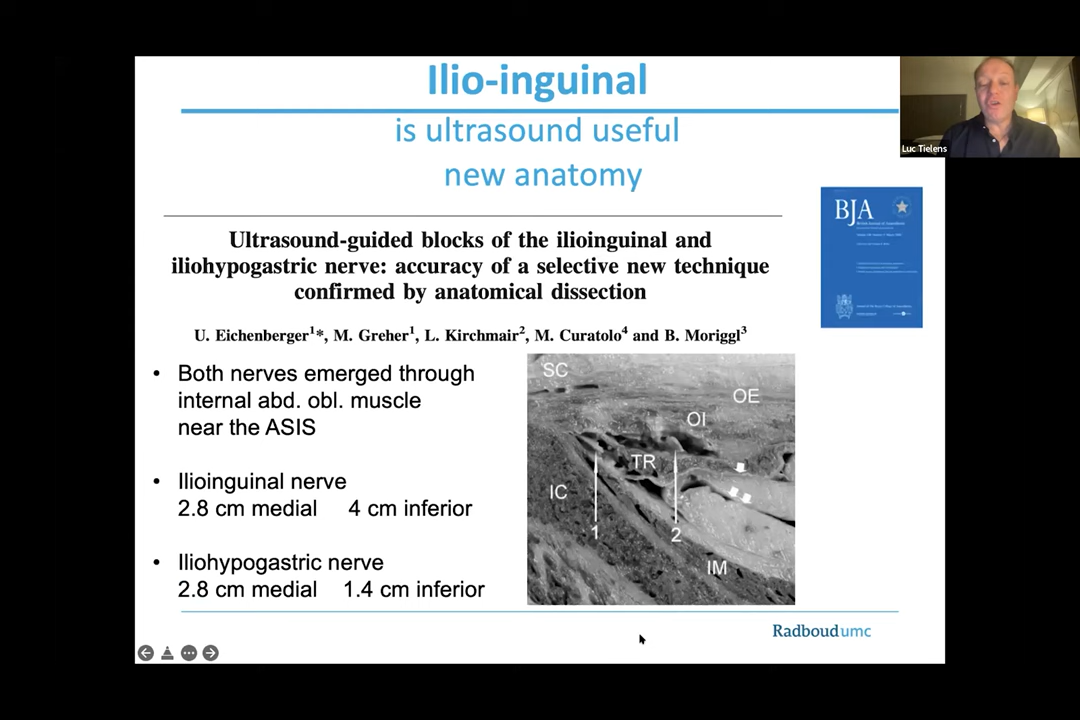 Ilio-inguinal
is ultrasound useful
new anatomy
Luc Tielens
BJA
Ultrasound-guided blocks of the ilioinguinal and
iliohypogastric nerve: accuracy of a selective new technique
confirmed by anatomical dissection
U. Eichenberger1*, M. Greher1, L. Kirchmair2, M. Curatolo4 and B. Moriggl3
• Both nerves emerged through
internal abd. obl. muscle
near the ASIS
• Ilioinguinal nerve
2.8 cm medial 4 cm inferior
• Iliohypogastric nerve
2.8 cm medial 1.4 cm inferior
SC
OE
OI
TR
IC
1
2
IM
Radboudumc